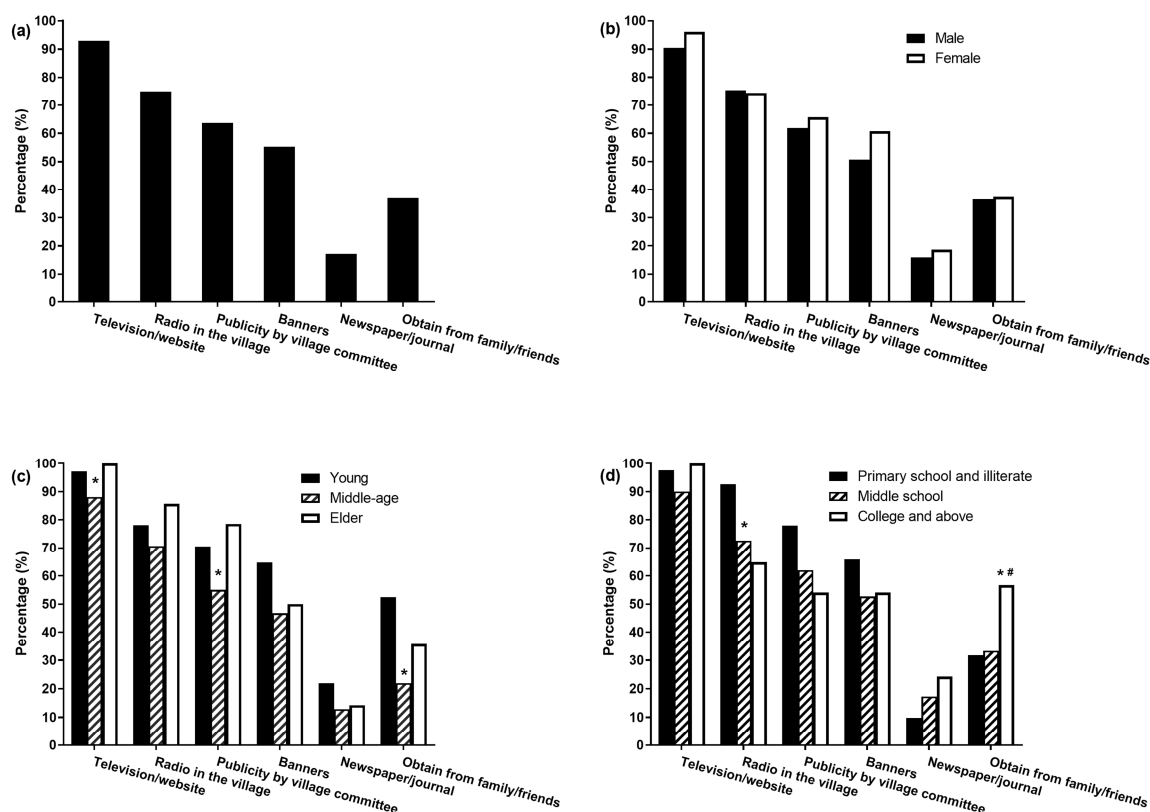 (a)
Percentage (%)
100
90
80
70
60
50
40
30
20
10
0
Television/website
Radio in the village
Publicity by village committee
Banners
Newspaper/journal
Obtain from family/friends
(b)
Percentage (%)
100
90
80
70
60
50
40
30
20
10
0
Male
Female
Television/website
Radio in the village
Publicity by village committee
Banners
Newspaper/journal
Obtain from family/friends
(c)
Percentage (%)
100
90
80
70
60
50
40
30
20
10
0
Young
Middle-age
Elder
*
*
*
Television/website
Radio in the village
Publicity by village committee
Banners
Newspaper/journal
Obtain from family/friends
(d)
Percentage (%)
100
90
80
70
60
50
40
30
20
10
0
Primary school and illiterate
Middle school
College and above
*
* #
Television/website
Radio in the village
Publicity by village committee
Banners
Newspaper/journal
Obtain from family/friends